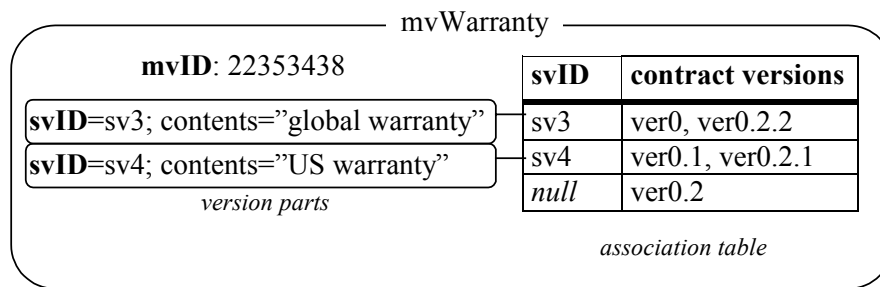 mvWarranty
mvID: 22353438
svID=sv3; contents=”global warranty”
svID=sv4; contents=”US warranty”
version parts
svID contract versions
sv3 ver0, ver0.2.2
sv4 ver0.1, ver0.2.1
null ver0.2
association table